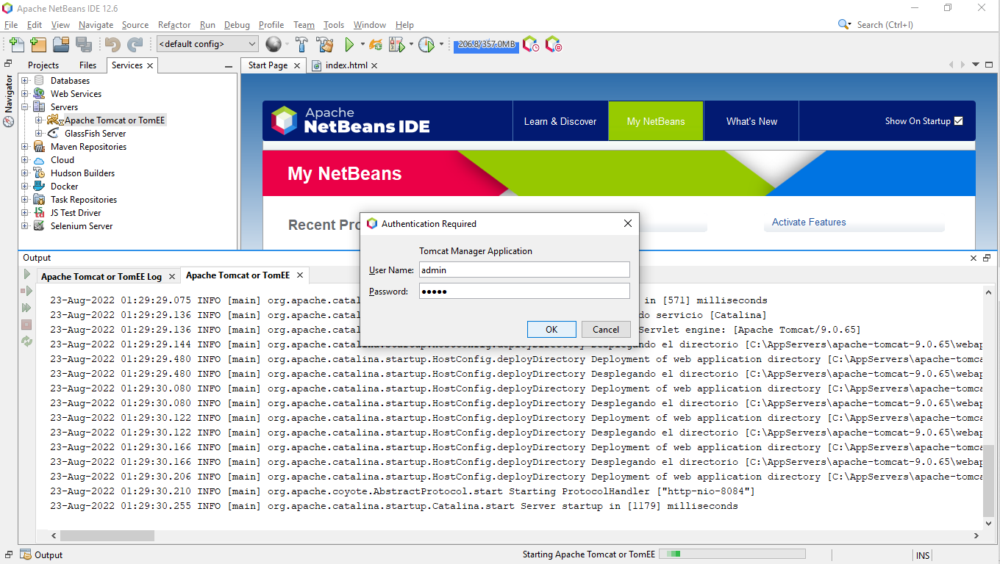 Apache NetBeans IDE 12.6
File Edit View Navigate Source Refactor Run Debug Profile Team Tools Window Help
Search (Ctrl+I)
<default config>
206.8/357.0MB
Projects Files Services
Start Page index.html
Navigator
Databases
Web Services
Servers
Apache Tomcat or TomEE
GlassFish Server
Maven Repositories
Cloud
Hudson Builders
Docker
Task Repositories
JS Test Driver
Selenium Server
Apache
NetBeans IDE
Learn & Discover
My NetBeans
What's New
Show On Startup
My NetBeans
Recent Pro
Activate Features
Authentication Required
Tomcat Manager Application
User Name: admin
Password: ●●●●●
OK Cancel
Output
Apache Tomcat or TomEE Log Apache Tomcat or TomEE
23-Aug-2022 01:29:29.075 INFO [main] org.apache.catal in [571] milliseconds
23-Aug-2022 01:29:29.136 INFO [main] org.apache.catal do servicio [Catalina]
23-Aug-2022 01:29:29.136 INFO [main] org.apache.catal Servlet engine: [Apache Tomcat/9.0.65]
23-Aug-2022 01:29:29.144 INFO [main] org.apache.catalina.startup.HostConfig.deployDirectory Desplegando el directorio [C:\AppServers\apache-tomcat-9.0.65\webap
23-Aug-2022 01:29:29.480 INFO [main] org.apache.catalina.startup.HostConfig.deployDirectory Deployment of web application directory [C:\AppServers\apache-tomca
23-Aug-2022 01:29:29.480 INFO [main] org.apache.catalina.startup.HostConfig.deployDirectory Desplegando el directorio [C:\AppServers\apache-tomcat-9.0.65\webap
23-Aug-2022 01:29:30.080 INFO [main] org.apache.catalina.startup.HostConfig.deployDirectory Deployment of web application directory [C:\AppServers\apache-tomca
23-Aug-2022 01:29:30.080 INFO [main] org.apache.catalina.startup.HostConfig.deployDirectory Desplegando el directorio [C:\AppServers\apache-tomcat-9.0.65\webap
23-Aug-2022 01:29:30.122 INFO [main] org.apache.catalina.startup.HostConfig.deployDirectory Deployment of web application directory [C:\AppServers\apache-tomca
23-Aug-2022 01:29:30.122 INFO [main] org.apache.catalina.startup.HostConfig.deployDirectory Desplegando el directorio [C:\AppServers\apache-tomcat-9.0.65\webap
23-Aug-2022 01:29:30.166 INFO [main] org.apache.catalina.startup.HostConfig.deployDirectory Deployment of web application directory [C:\AppServers\apache-tomca
23-Aug-2022 01:29:30.166 INFO [main] org.apache.catalina.startup.HostConfig.deployDirectory Desplegando el directorio [C:\AppServers\apache-tomcat-9.0.65\webap
23-Aug-2022 01:29:30.206 INFO [main] org.apache.catalina.startup.HostConfig.deployDirectory Deployment of web application directory [C:\AppServers\apache-tomca
23-Aug-2022 01:29:30.210 INFO [main] org.apache.coyote.AbstractProtocol.start Starting ProtocolHandler ["http-nio-8084"]
23-Aug-2022 01:29:30.255 INFO [main] org.apache.catalina.startup.Catalina.start Server startup in [1179] milliseconds
Output
Starting Apache Tomcat or TomEE
INS